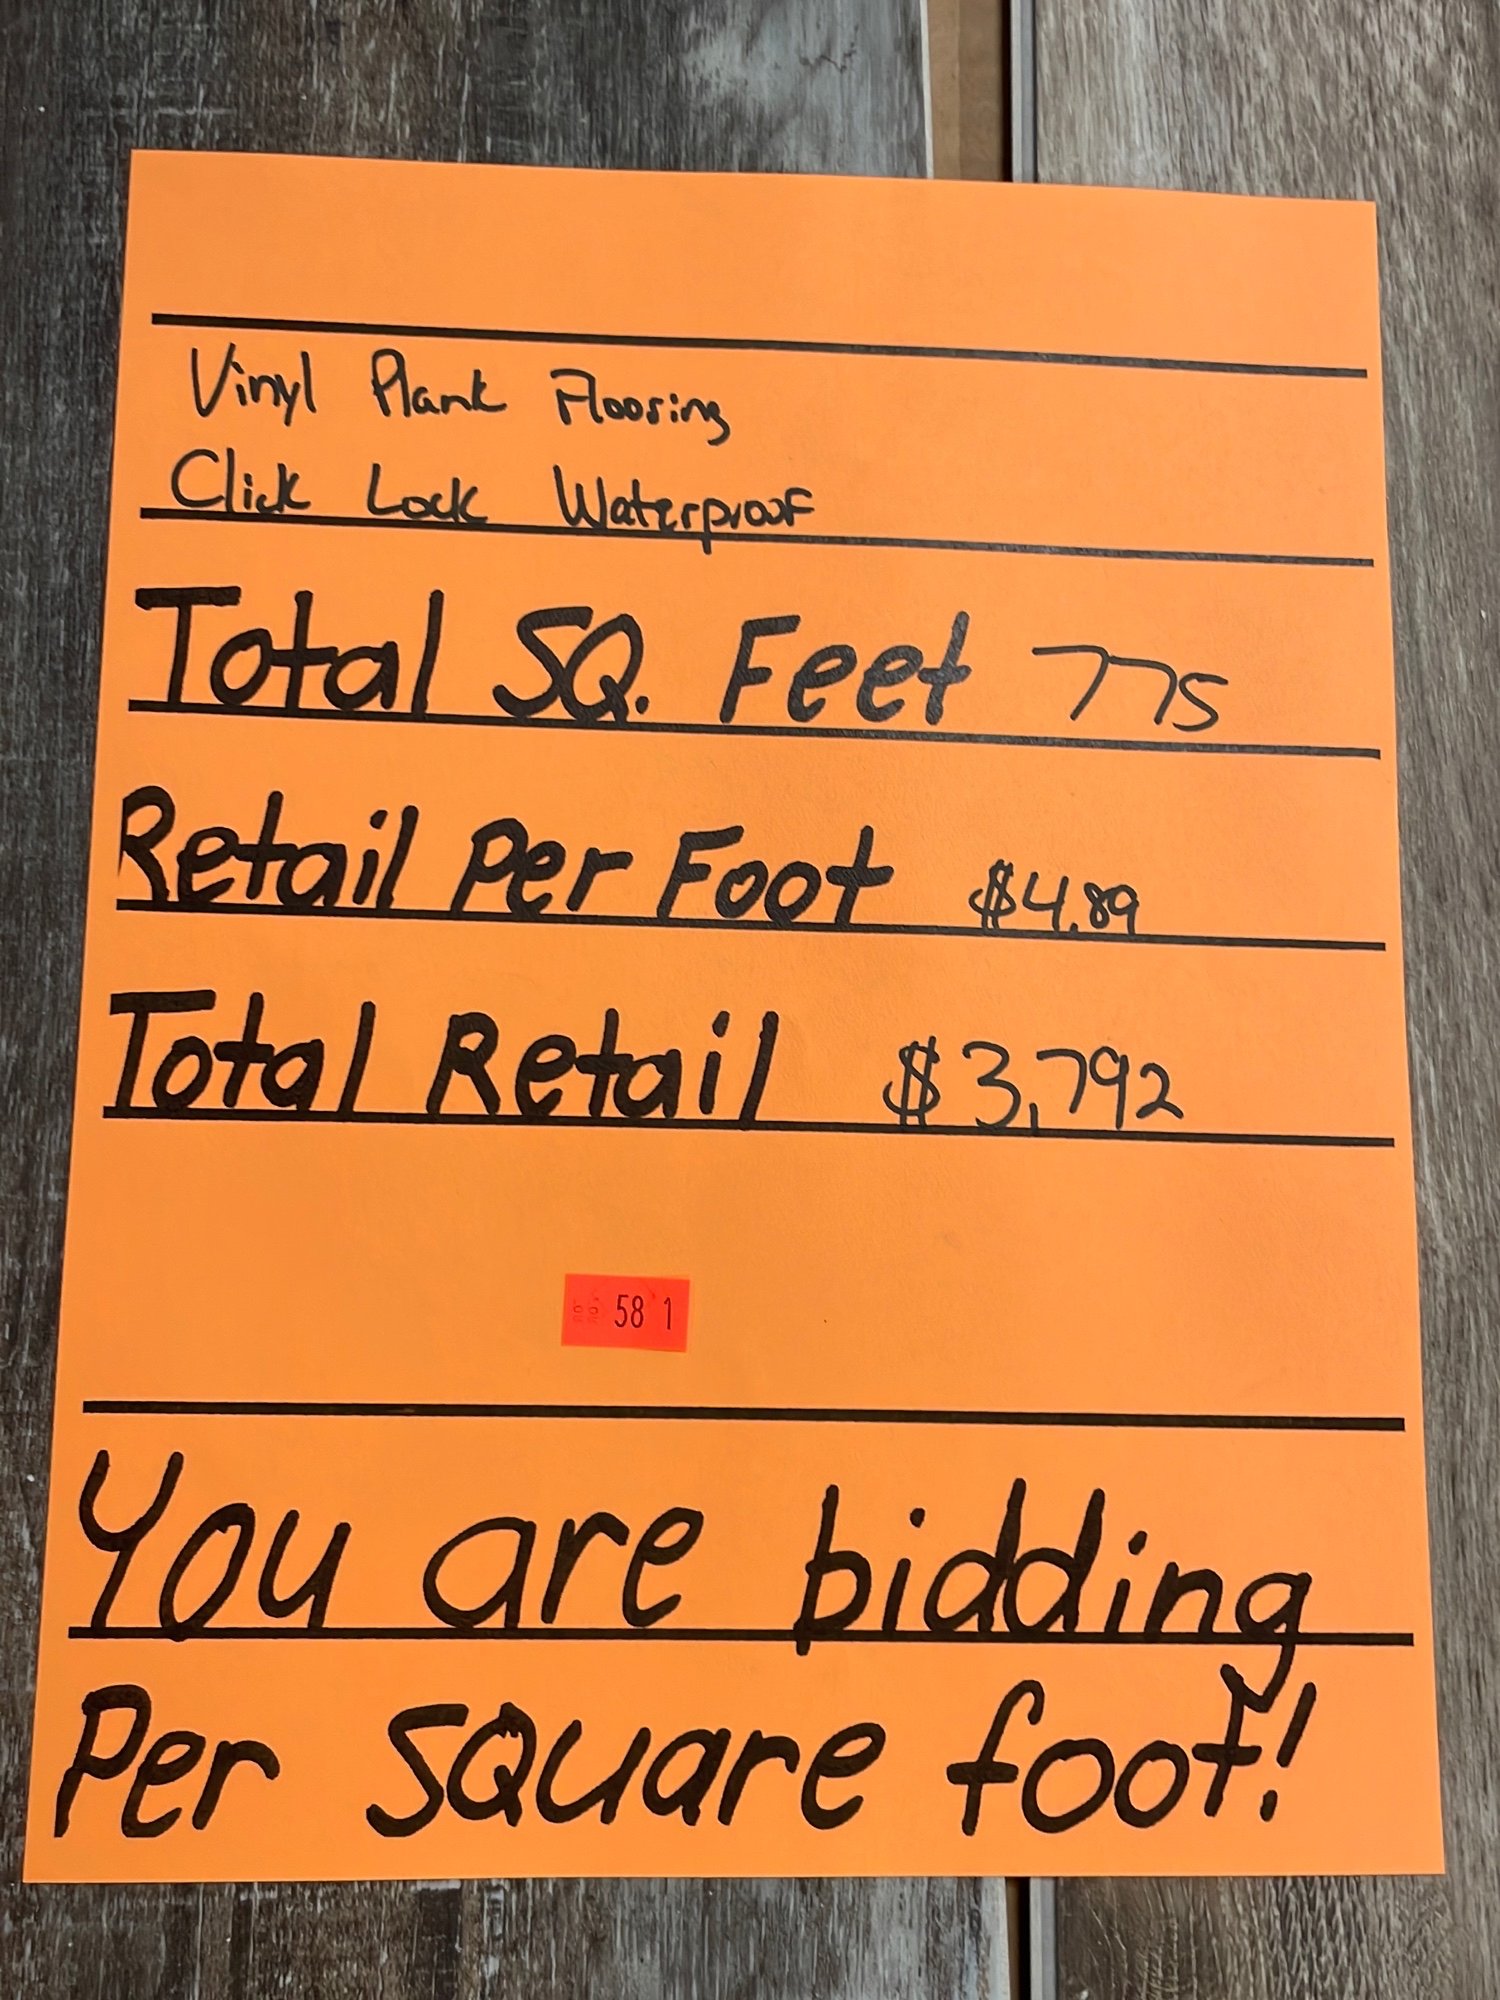 Vinyl Plank Flooring
Click Lock Waterproof
Total SQ. Feet 775
Retail Per Foot $4.89
Total Retail $3,792
58 1
You are bidding
Per square foot!